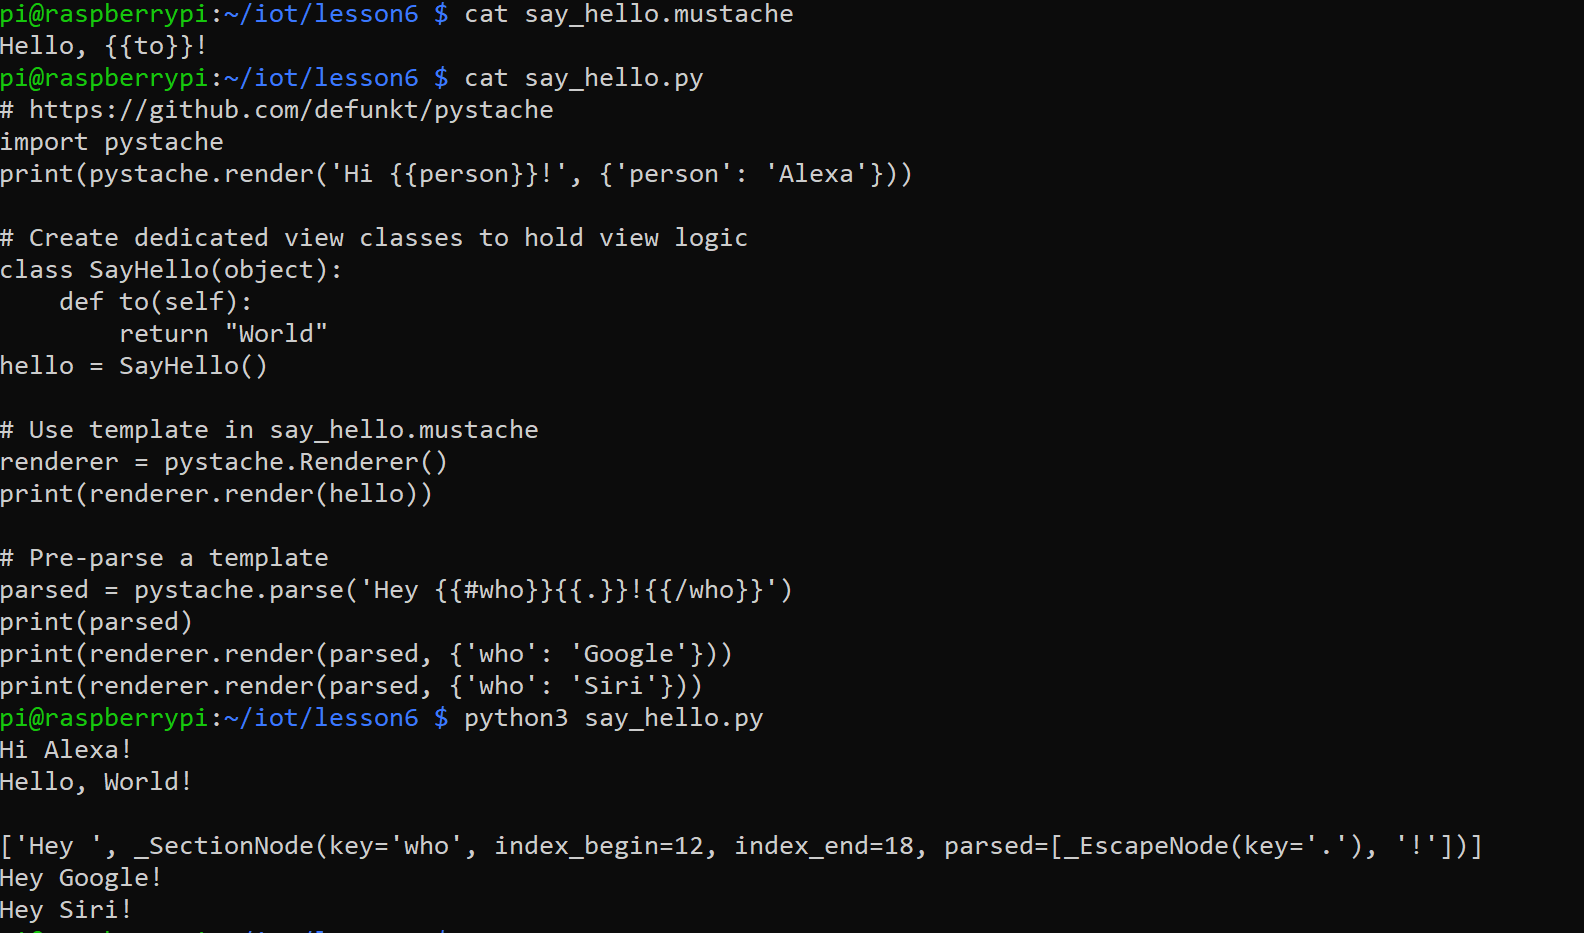 pi@raspberrypi:~/iot/lesson6 $ cat say_hello.mustache
Hello, {{to}}!
pi@raspberrypi:~/iot/lesson6 $ cat say_hello.py
# https://github.com/defunkt/pystache
import pystache
print(pystache.render('Hi {{person}}!', {'person': 'Alexa'}))

# Create dedicated view classes to hold view logic
class SayHello(object):
    def to(self):
        return "World"
hello = SayHello()

# Use template in say_hello.mustache
renderer = pystache.Renderer()
print(renderer.render(hello))

# Pre-parse a template
parsed = pystache.parse('Hey {{#who}}{{.}}!{{/who}}')
print(parsed)
print(renderer.render(parsed, {'who': 'Google'}))
print(renderer.render(parsed, {'who': 'Siri'}))
pi@raspberrypi:~/iot/lesson6 $ python3 say_hello.py
Hi Alexa!
Hello, World!

['Hey ', _SectionNode(key='who', index_begin=12, index_end=18, parsed=[_EscapeNode(key='.'), '!'])]
Hey Google!
Hey Siri!